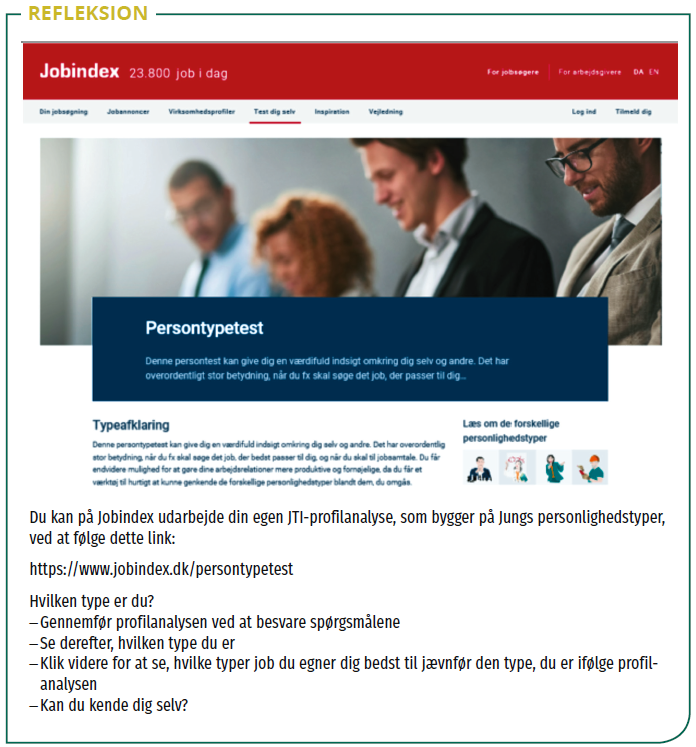 REFLEKSION
Jobindex 23.800 job i dag
For jobsøgere For arbejdsgivere DA EN
Din jobsøgning Jobannoncer Virksomhedsprofiler Test dig selv Inspiration Vejledning Log ind Tilmeld dig
Persontypetest
Denne persontest kan give dig en værdifuld indsigt omkring dig selv og andre. Det har
overordentligt stor betydning, når du fx skal søge det job, der passer til dig...
Typeafklaring
Denne persontypetest kan give dig en værdifuld indsigt omkring dig selv og andre. Det har overordentlig
stor betydning, når du fx skal søge det job, der bedst passer til dig, og når du skal til jobsamtale. Du får
endvidere mulighed for at gøre dine arbejdsrelationer mere produktive og fornøjelige, da du får et
værktøj til hurtigt at kunne genkende de forskellige personlighedstyper blandt dem, du omgås.
Læs om de forskellige
personlighedstyper
Du kan på Jobindex udarbejde din egen JTI-profilanalyse, som bygger på Jungs personlighedstyper,
ved at følge dette link:
https://www.jobindex.dk/persontypetest
Hvilken type er du?
– Gennemfør profilanalysen ved at besvare spørgsmålene
– Se derefter, hvilken type du er
– Klik videre for at se, hvilke typer job du egner dig bedst til jævnfør den type, du er ifølge profil-
analysen
– Kan du kende dig selv?